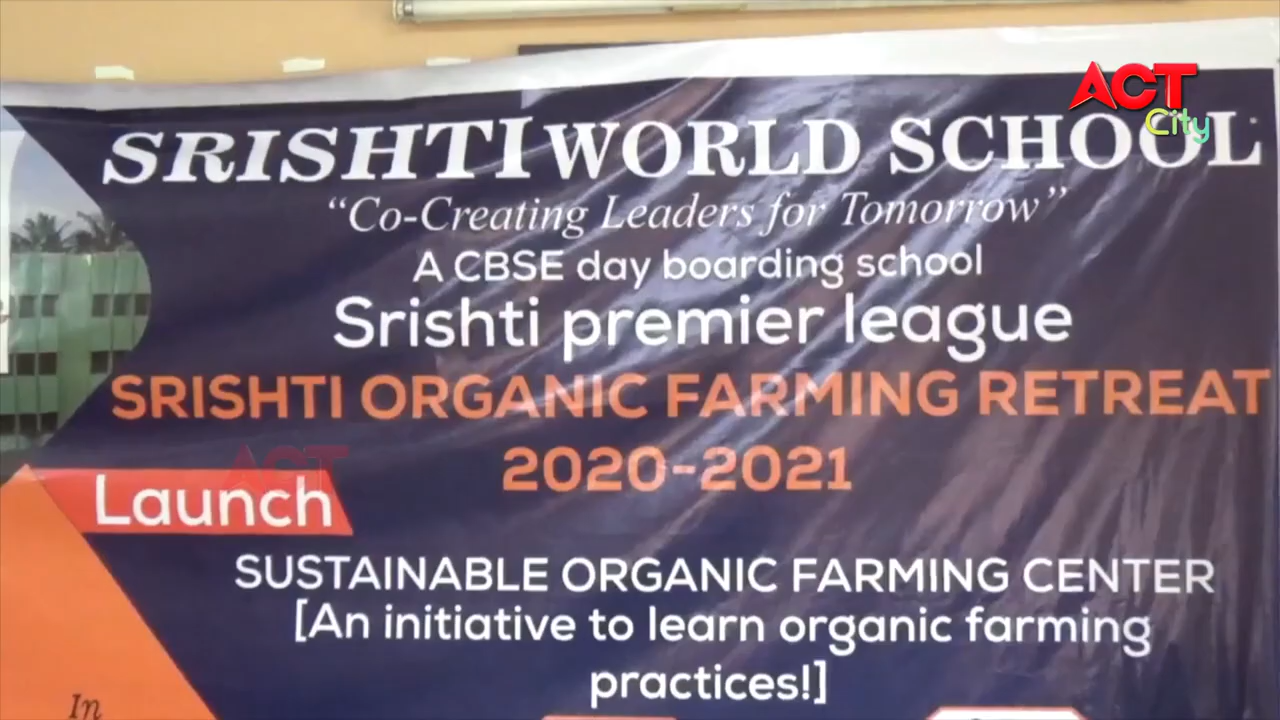 ACT
City
SRISHTI WORLD SCHOOL
“Co-Creating Leaders for Tomorrow”
A CBSE day boarding school
Srishti premier league
SRISHTI ORGANIC FARMING RETREAT
2020-2021
ACT
Launch
SUSTAINABLE ORGANIC FARMING CENTER
[An initiative to learn organic farming
practices!]
In